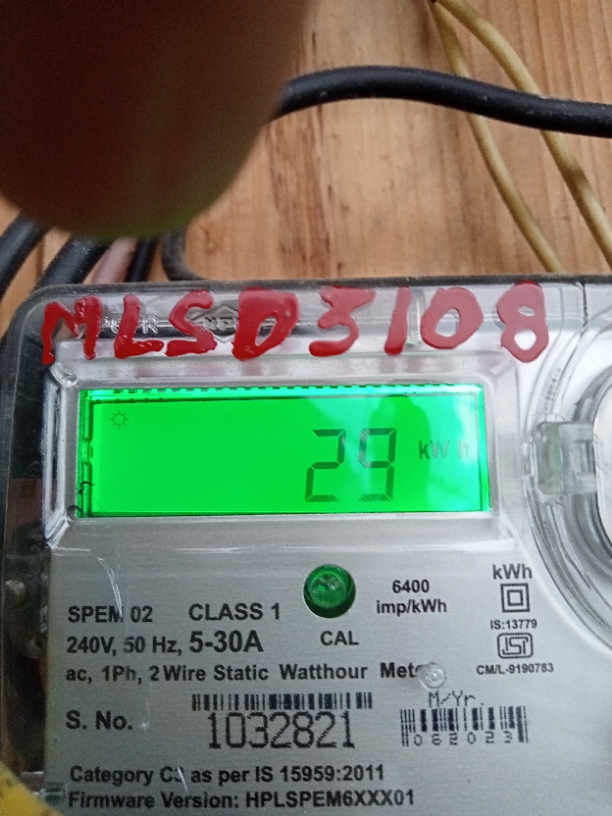 MLSD3108
29 kWh
6400
imp/kWh
kWh
IS:13779
ISI
CM/L-9190783
SPEM 02 CLASS 1
240V, 50 Hz, 5-30A
CAL
ac, 1Ph, 2 Wire Static Watthour Meter
M/Yr.
S. No.
1032821
082023
Category C3 as per IS 15959:2011
Firmware Version: HPLSPEM6XXX01